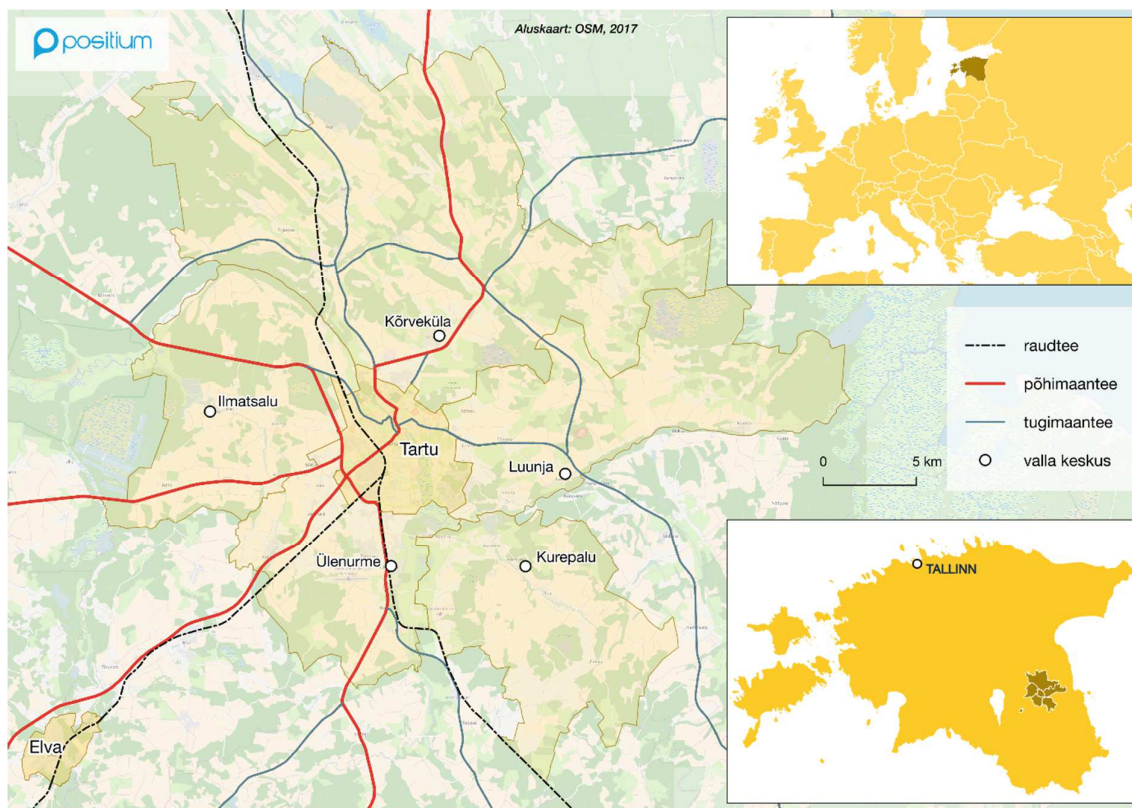 positium
Aluskaart: OSM, 2017
Kõrveküla
Ilmatsalu
Tartu
Luunja
Ülenurme
Kurepalu
Elva
raudtee
põhimaantee
tugimaantee
valla keskus
0 5 km
TALLINN